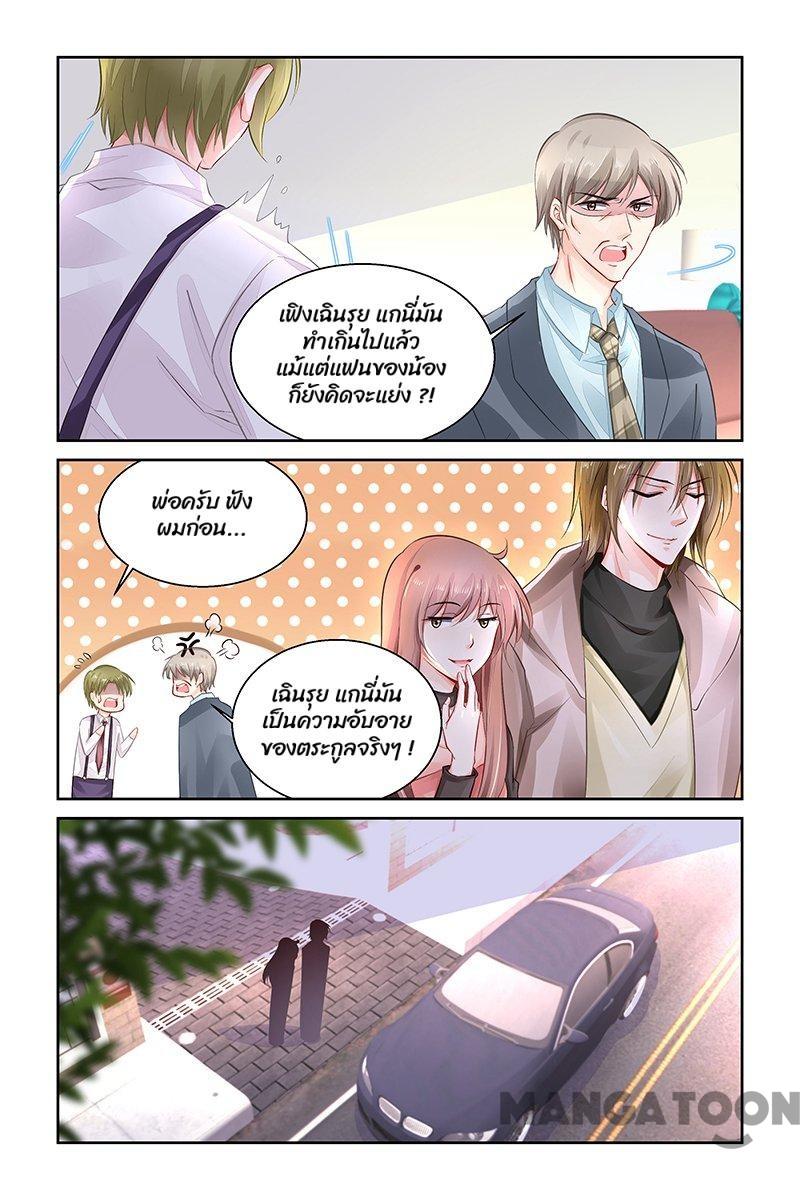 เฟิงเฉินรุย แกนี่มัน
ทำเกินไปแล้ว
แม้แต่แฟนของน้อง
ก็ยังคิดจะแย่ง ?!
พ่อครับ ฟัง
ผมก่อน...
เฉินรุย แกนี่มัน
เป็นความอับอาย
ของตระกูลจริงๆ !
MANGATOON